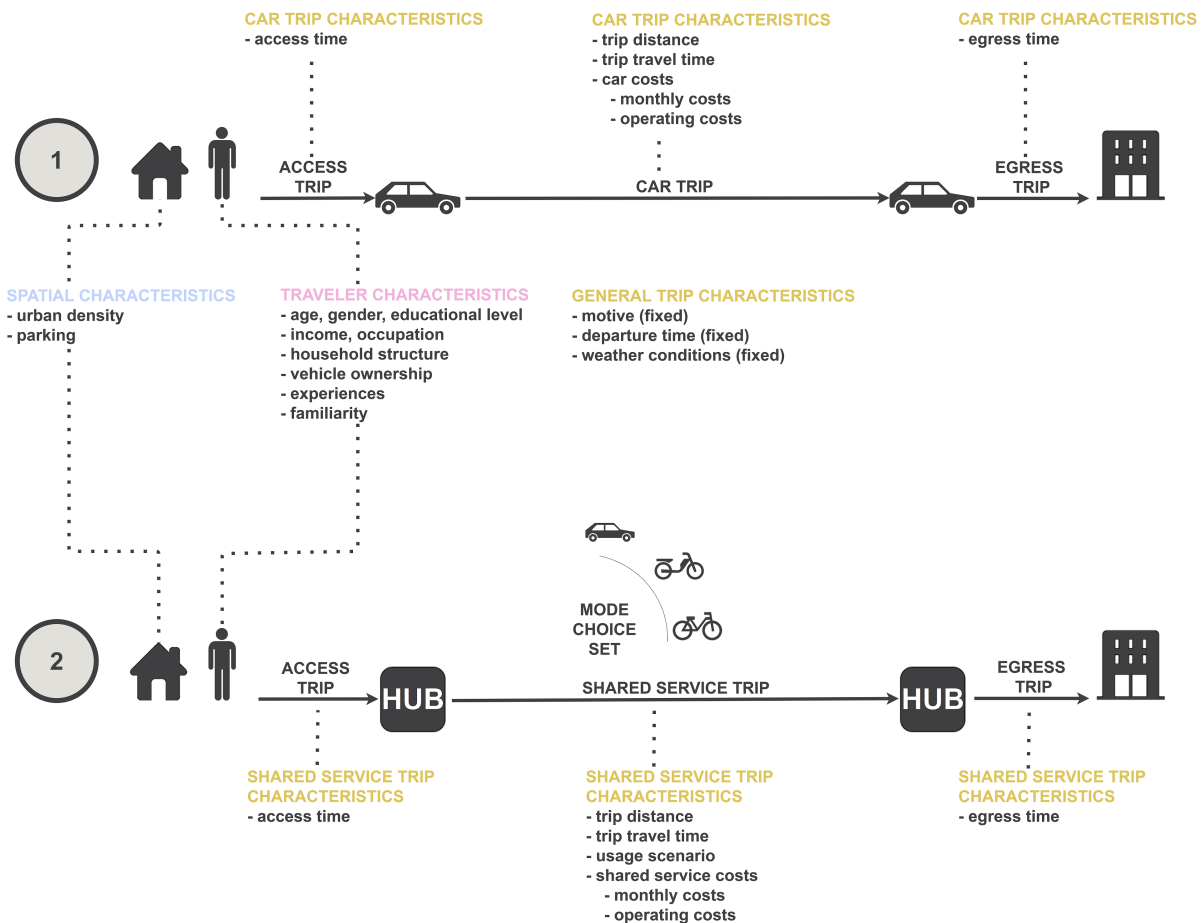 CAR TRIP CHARACTERISTICS
- access time
CAR TRIP CHARACTERISTICS
- trip distance
- trip travel time
- car costs
- monthly costs
- operating costs
CAR TRIP CHARACTERISTICS
- egress time
1
ACCESS
TRIP
CAR TRIP
EGRESS
TRIP
SPATIAL CHARACTERISTICS
- urban density
- parking
TRAVELER CHARACTERISTICS
- age, gender, educational level
- income, occupation
- household structure
- vehicle ownership
- experiences
- familiarity
GENERAL TRIP CHARACTERISTICS
- motive (fixed)
- departure time (fixed)
- weather conditions (fixed)
MODE
CHOICE
SET
2
ACCESS
TRIP
HUB
SHARED SERVICE TRIP
HUB
EGRESS
TRIP
SHARED SERVICE TRIP
CHARACTERISTICS
- access time
SHARED SERVICE TRIP
CHARACTERISTICS
- trip distance
- trip travel time
- usage scenario
- shared service costs
- monthly costs
- operating costs
SHARED SERVICE TRIP
CHARACTERISTICS
- egress time